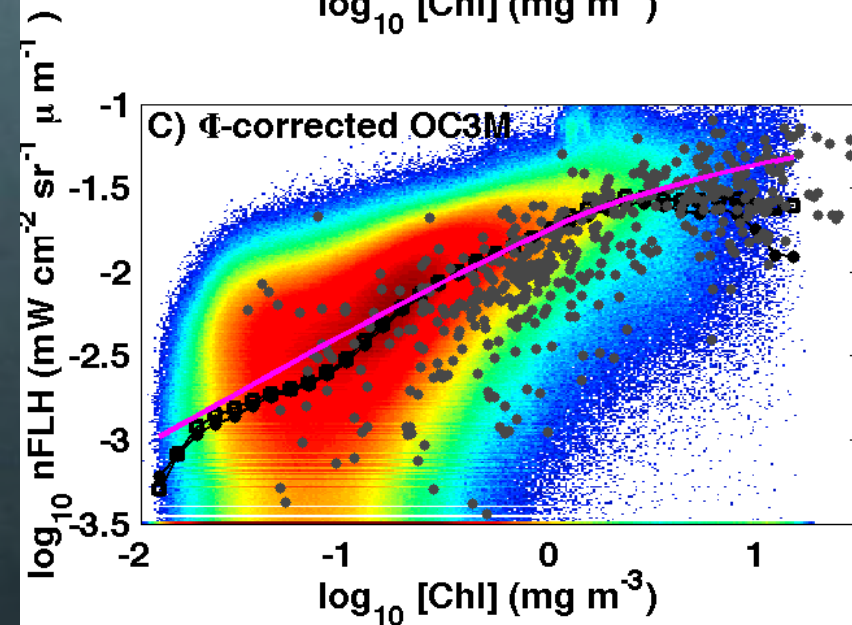 log10 [Chl] (mg m-3)
log10 nFLH (mW cm-2 sr-1 μ m-1)
C) Φ-corrected OC3M
-1
-1.5
-2
-2.5
-3
-3.5
-2 -1 0 1
log10 [Chl] (mg m-3)